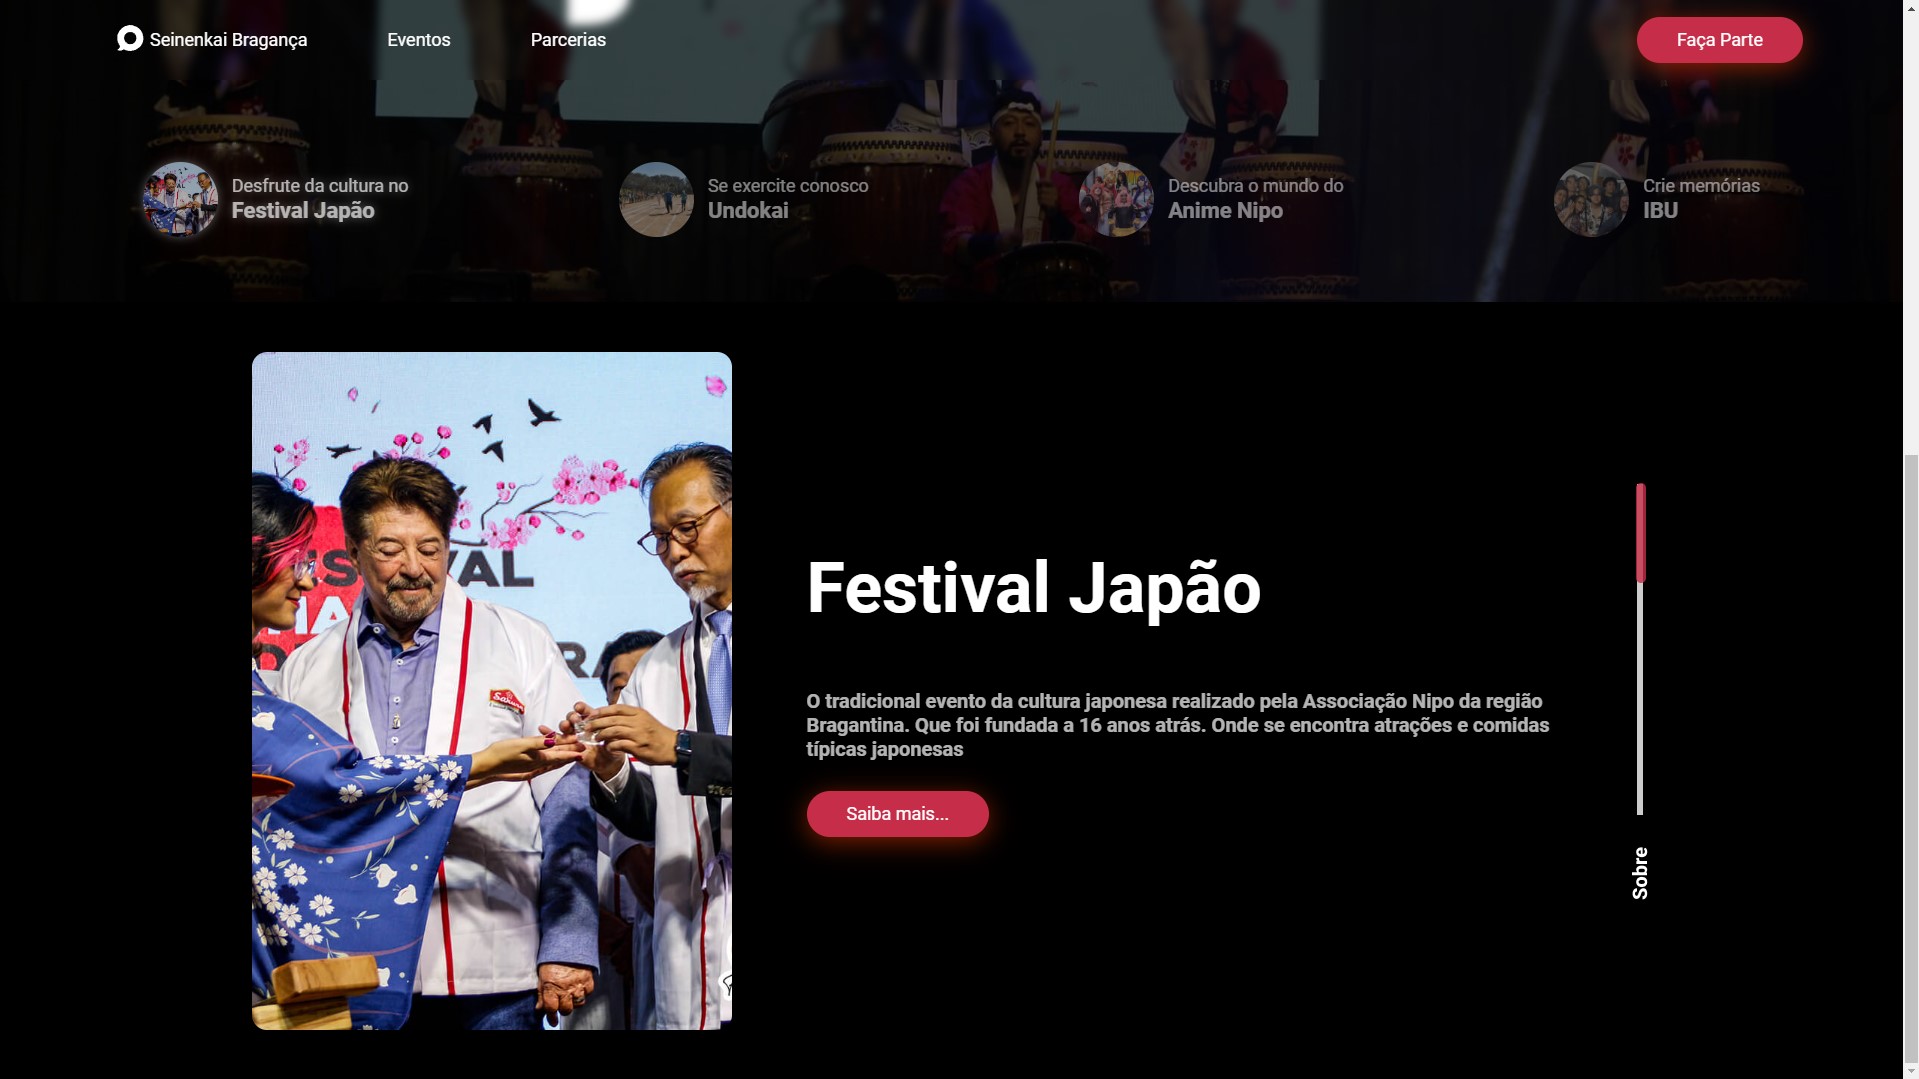 Seinenkai Bragança
Eventos
Parcerias
Faça Parte
Desfrute da cultura no
Festival Japão
Se exercite conosco
Undokai
Descubra o mundo do
Anime Nipo
Crie memórias
IBU
Festival Japão
O tradicional evento da cultura japonesa realizado pela Associação Nipo da região
Bragantina. Que foi fundada a 16 anos atrás. Onde se encontra atrações e comidas
típicas japonesas
Saiba mais...
Sobre